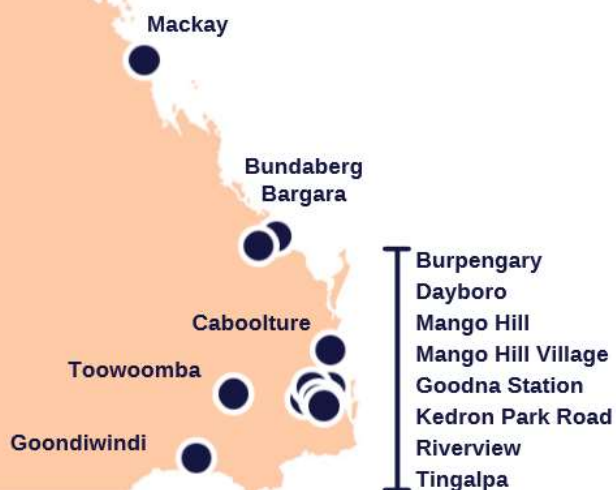 Mackay
Bundaberg
Bargara
Burpengary
Dayboro
Caboolture
Mango Hill
Mango Hill Village
Toowoomba
Goodna Station
Kedron Park Road
Goondiwindi
Riverview
Tingalpa